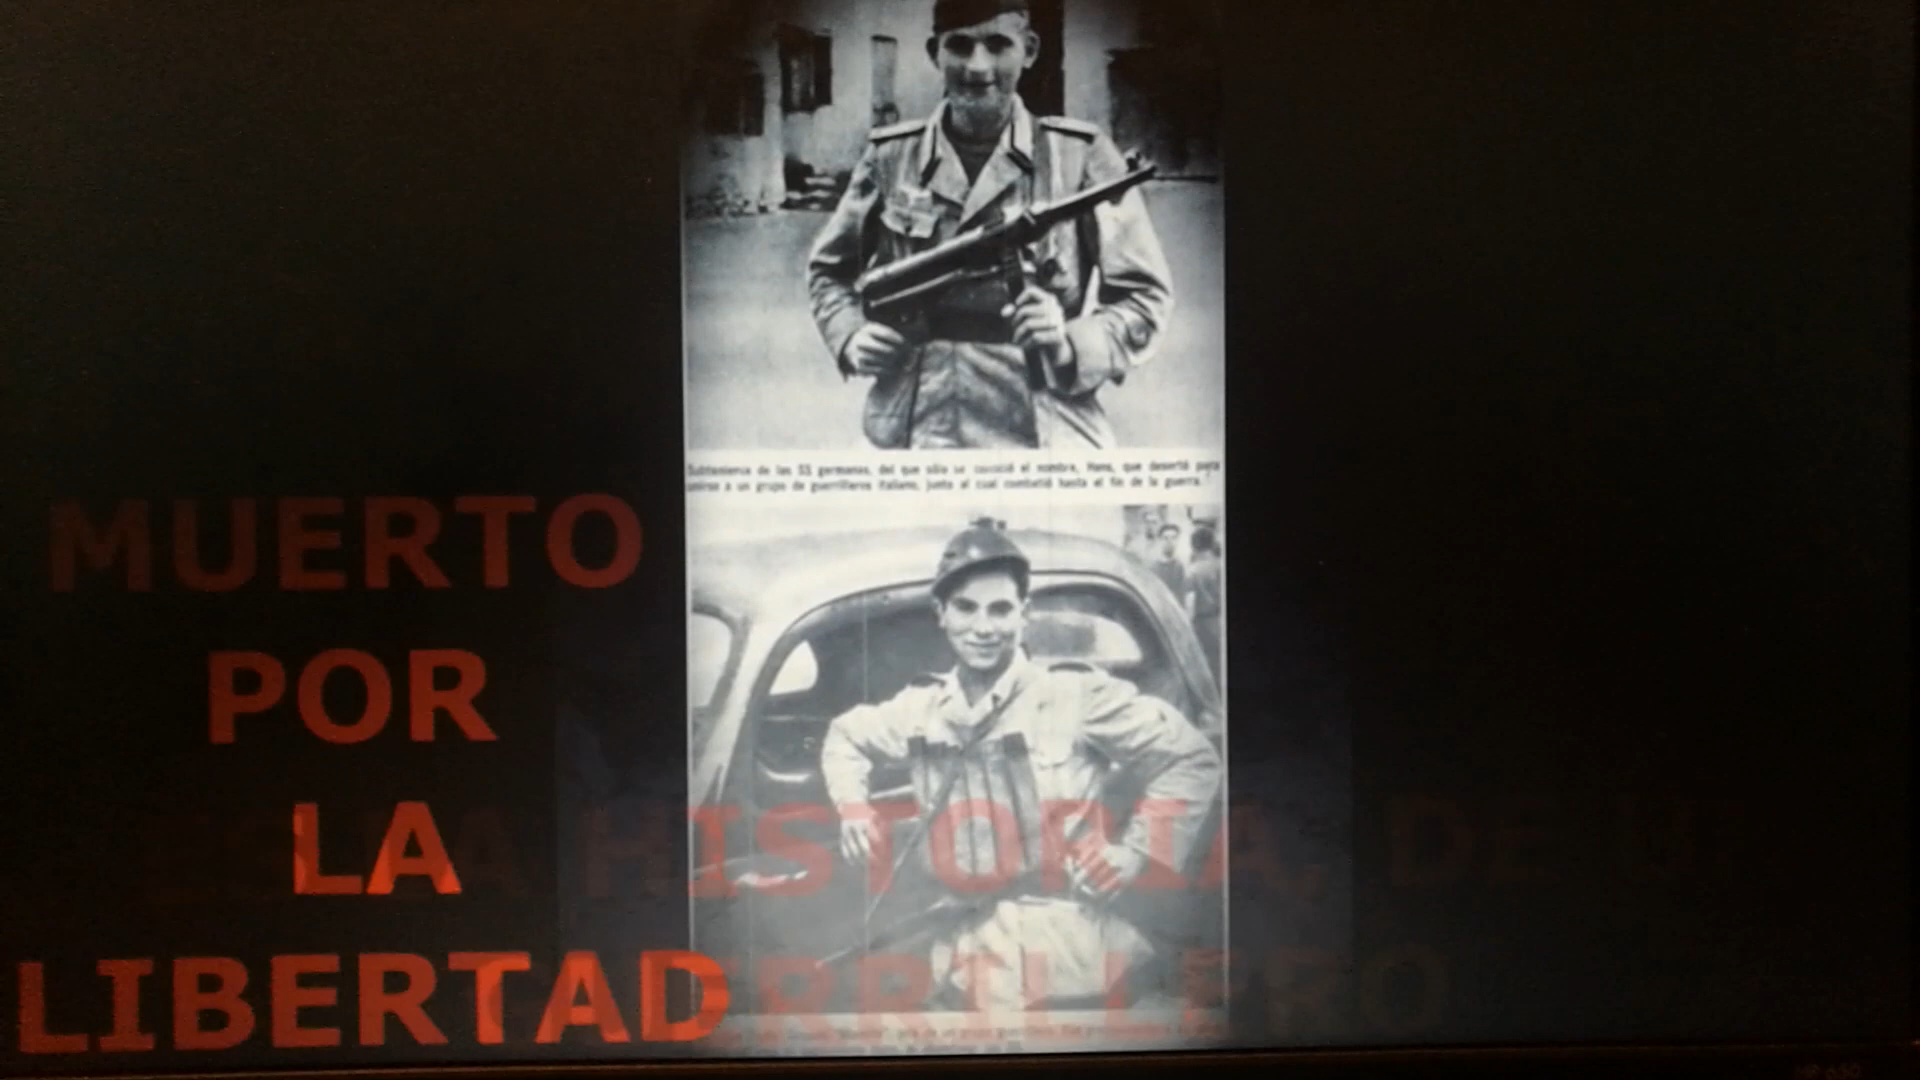 Subteniente de las SS germanas, del que sólo se conoció el nombre, Hans, que desertó para
unirse a un grupo de guerrilleros italiano, junto al cual combatió hasta el fin de la guerra.
MUERTO
POR
LA
HISTORIA, DE
LIBERTAD